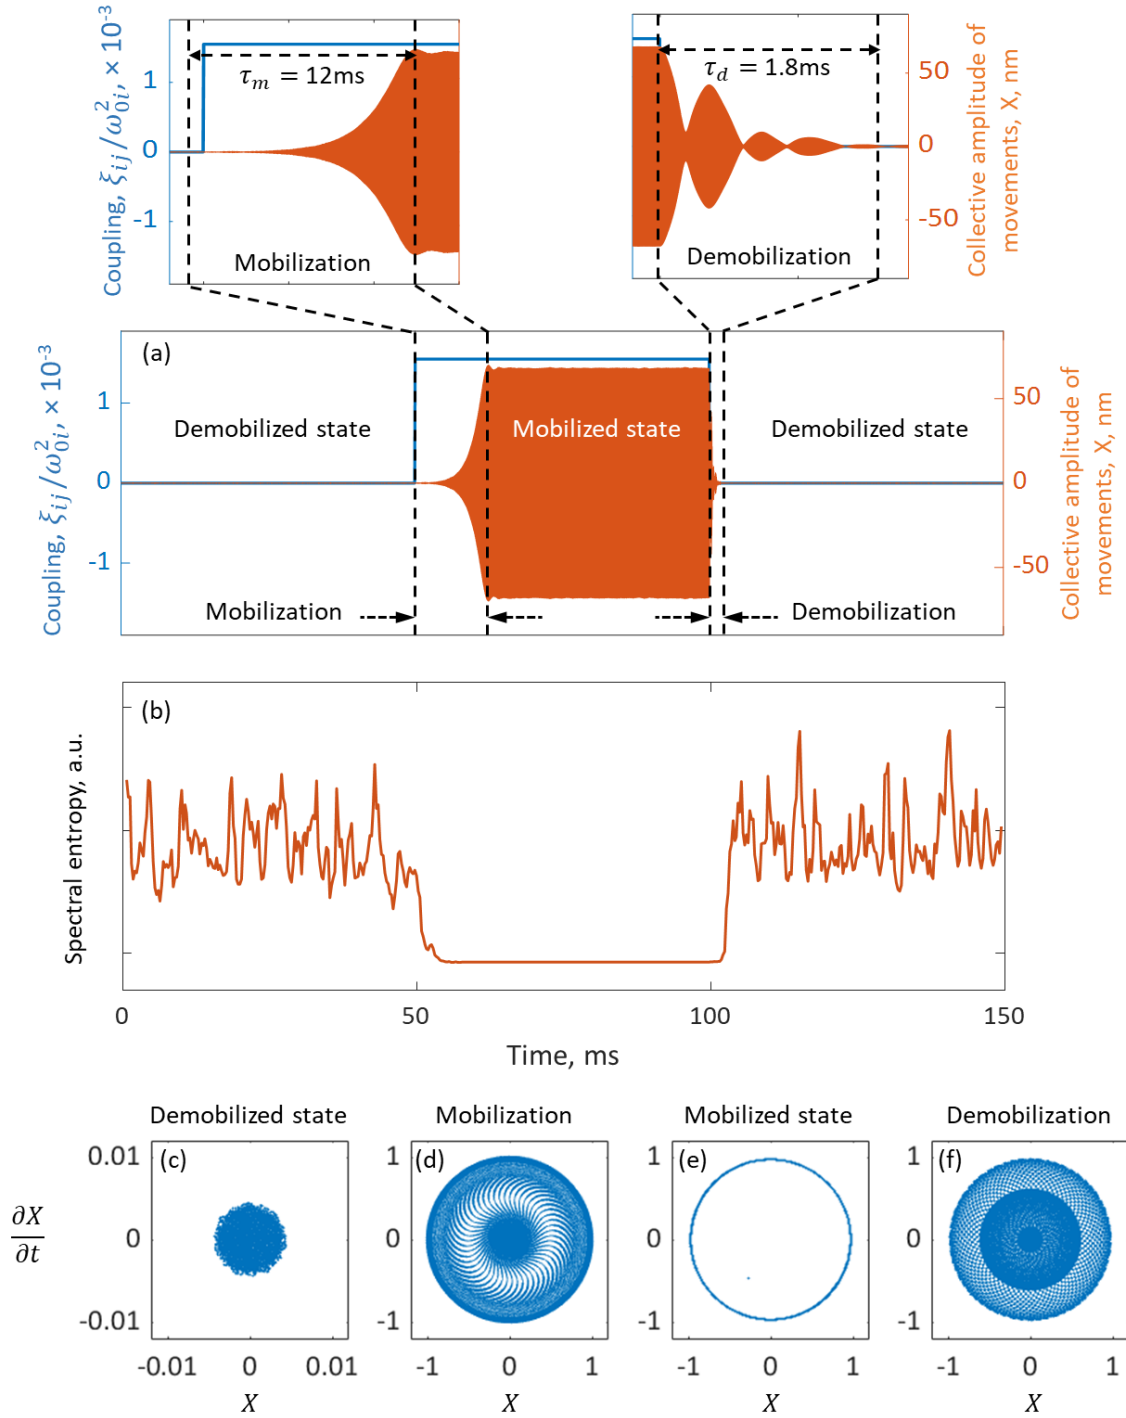 Coupling, ξij/ω²0i, × 10⁻³
1
0
-1
τm = 12ms
Mobilization
τd = 1.8ms
Demobilization
50
0
-50
Collective amplitude of
movements, X, nm
(a)
Coupling, ξij/ω²0i, × 10⁻³
1
0
-1
Demobilized state
Mobilized state
Demobilized state
Mobilization
Demobilization
50
0
-50
Collective amplitude of
movements, X, nm
(b)
Spectral entropy, a.u.
0
50
100
150
Time, ms
Demobilized state
Mobilization
Mobilized state
Demobilization
∂X
∂t
(c)
0.01
0
-0.01
-0.01
0
0.01
X
(d)
1
0
-1
-1
0
1
X
(e)
1
0
-1
-1
0
1
X
(f)
1
0
-1
-1
0
1
X